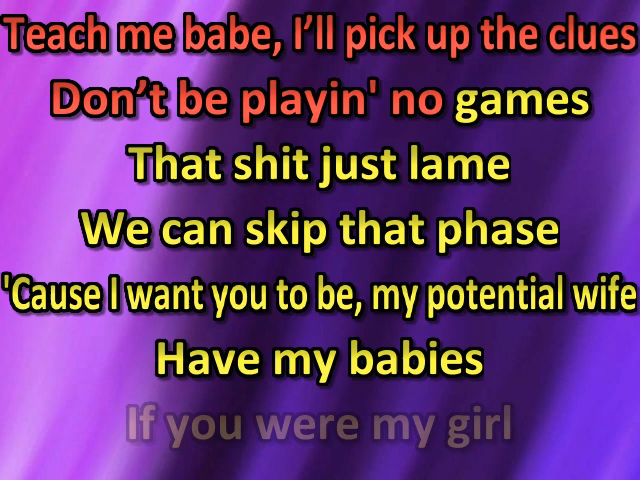 Teach me babe, I’ll pick up the clues
Don’t be playin' no games
That shit just lame
We can skip that phase
'Cause I want you to be, my potential wife
Have my babies
If you were my girl